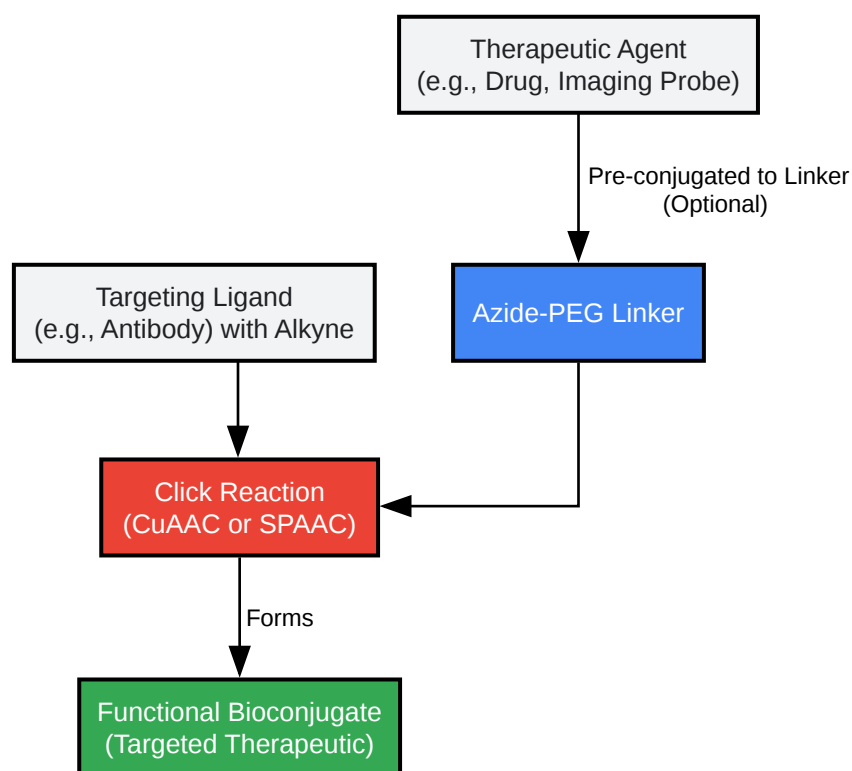 Therapeutic Agent
(e.g., Drug, Imaging Probe)
Pre-conjugated to Linker
(Optional)
Targeting Ligand
(e.g., Antibody) with Alkyne
Azide-PEG Linker
Click Reaction
(CuAAC or SPAAC)
Forms
Functional Bioconjugate
(Targeted Therapeutic)